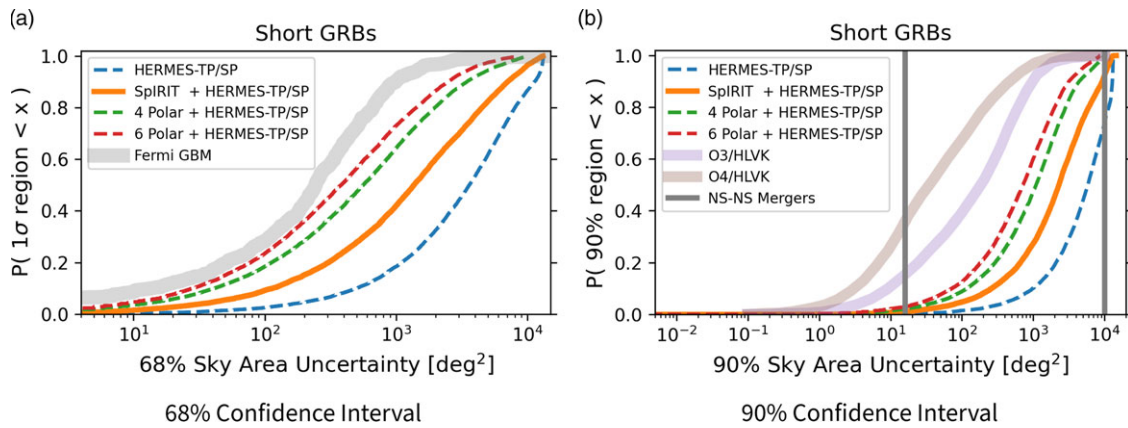 (a)
Short GRBs
P( 1σ region < x )
1.0
0.8
0.6
0.4
0.2
0.0
HERMES-TP/SP
SpIRIT + HERMES-TP/SP
4 Polar + HERMES-TP/SP
6 Polar + HERMES-TP/SP
Fermi GBM
10¹ 10² 10³ 10⁴
68% Sky Area Uncertainty [deg²]
68% Confidence Interval
(b)
Short GRBs
P( 90% region < x )
1.0
0.8
0.6
0.4
0.2
0.0
HERMES-TP/SP
SpIRIT + HERMES-TP/SP
4 Polar + HERMES-TP/SP
6 Polar + HERMES-TP/SP
O3/HLVK
O4/HLVK
NS-NS Mergers
10⁻² 10⁻¹ 10⁰ 10¹ 10² 10³ 10⁴
90% Sky Area Uncertainty [deg²]
90% Confidence Interval